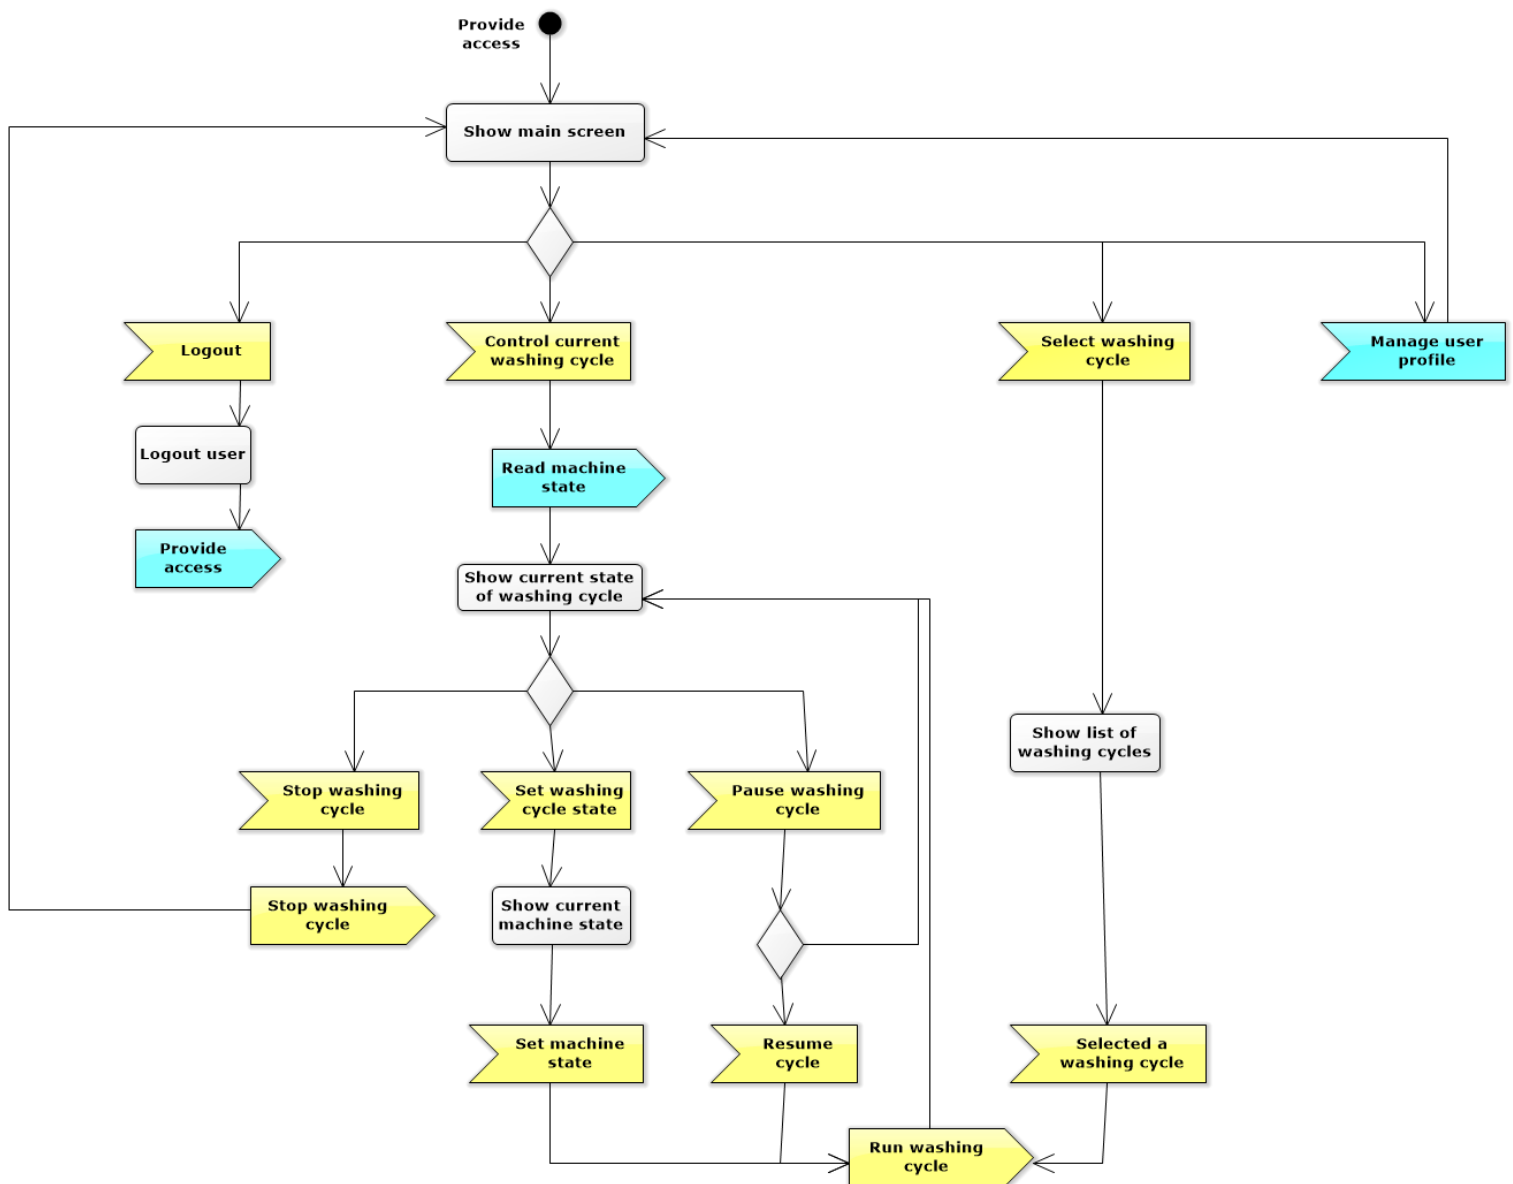 Provide
access
Show main screen
Logout
Control current
washing cycle
Select washing
cycle
Manage user
profile
Logout user
Read machine
state
Provide
access
Show current state
of washing cycle
Show list of
washing cycles
Stop washing
cycle
Set washing
cycle state
Pause washing
cycle
Stop washing
cycle
Show current
machine state
Set machine
state
Resume
cycle
Selected a
washing cycle
Run washing
cycle